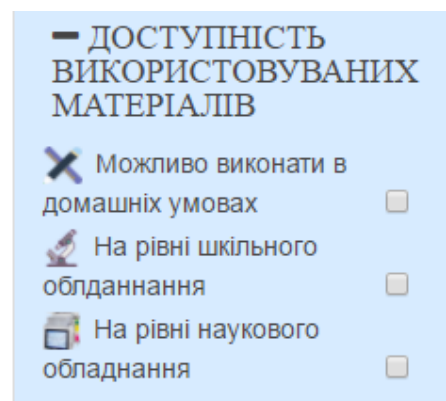 – ДОСТУПНІСТЬ
ВИКОРИСТОВУВАНИХ
МАТЕРІАЛІВ
Можливо виконати в
домашніх умовах
На рівні шкільного
облданнання
На рівні наукового
обладнання